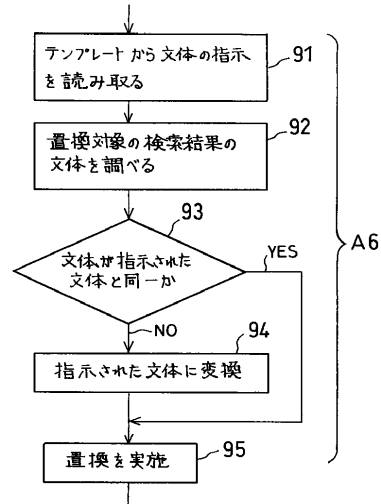 テンプレートから文体の指示
を読み取る
91
置換対象の検索結果の
文体を調べる
92
93
文体が指示された
文体と同一か
YES
NO
A6
94
指示された文体に変換
置換を実施
95